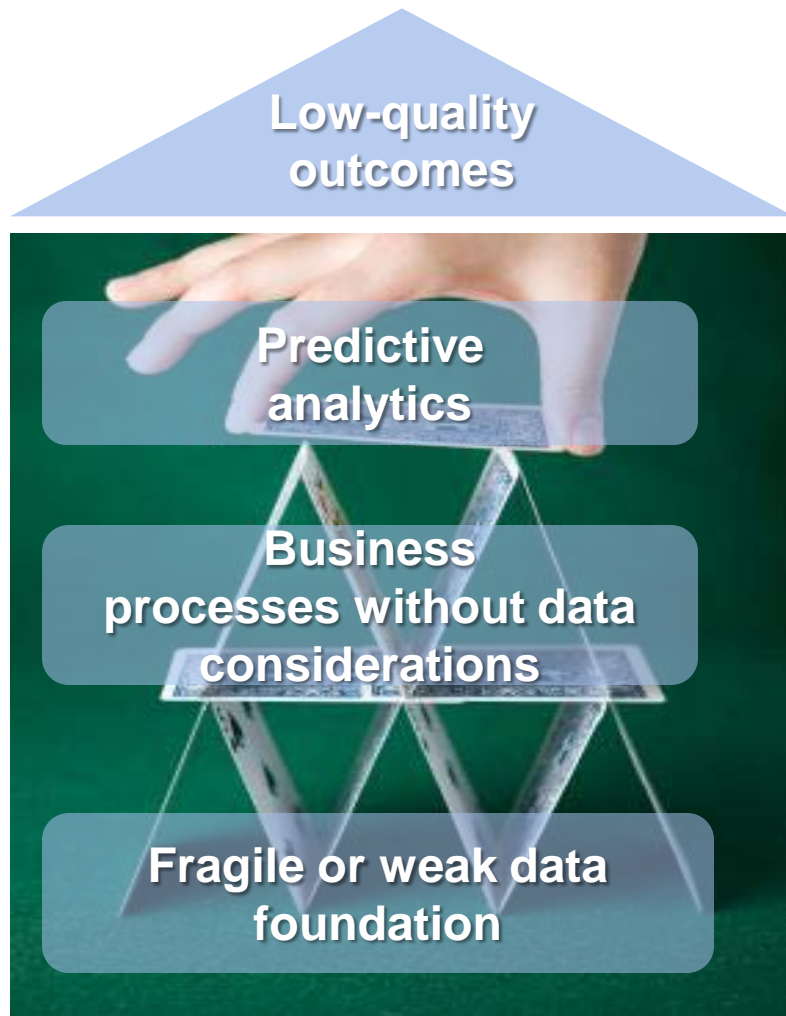 Low-quality
outcomes
Predictive
analytics
Business
processes without data
considerations
Fragile or weak data
foundation